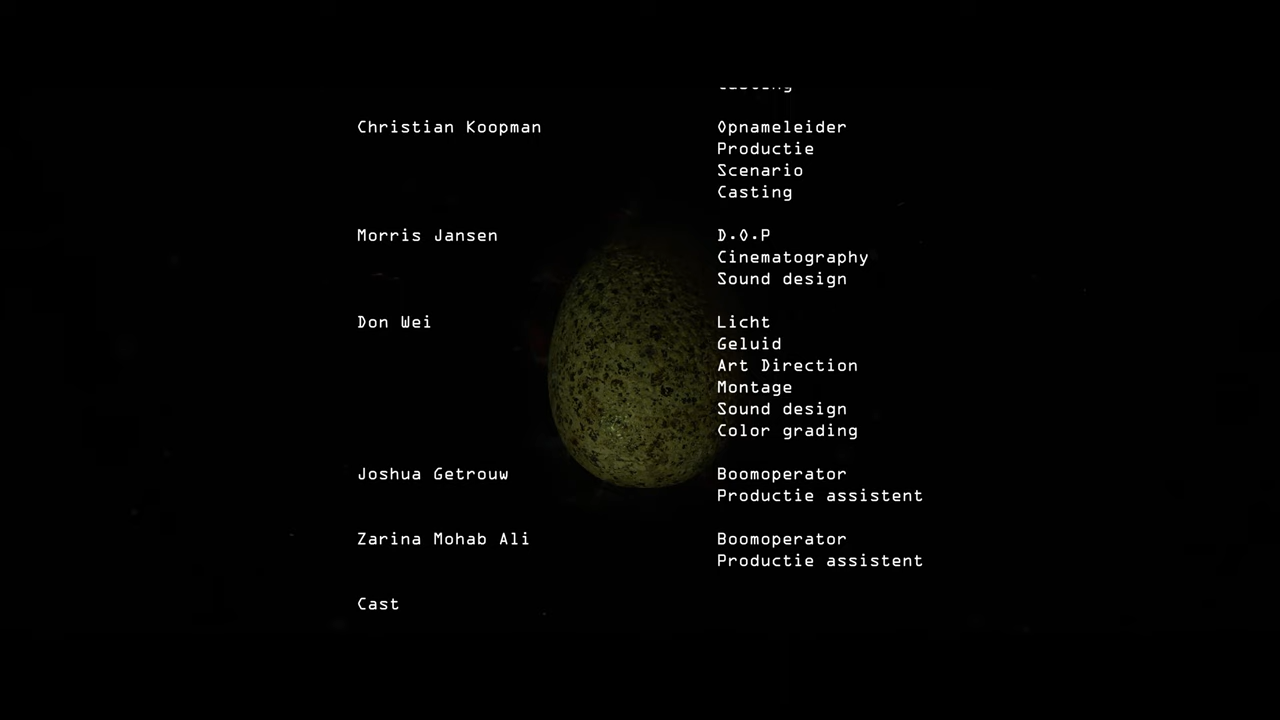 Casting
Christian Koopman Opnameleider
Productie
Scenario
Casting
Morris Jansen D.O.P
Cinematography
Sound design
Don Wei Licht
Geluid
Art Direction
Montage
Sound design
Color grading
Joshua Getrouw Boomoperator
Productie assistent
Zarina Mohab Ali Boomoperator
Productie assistent
Cast